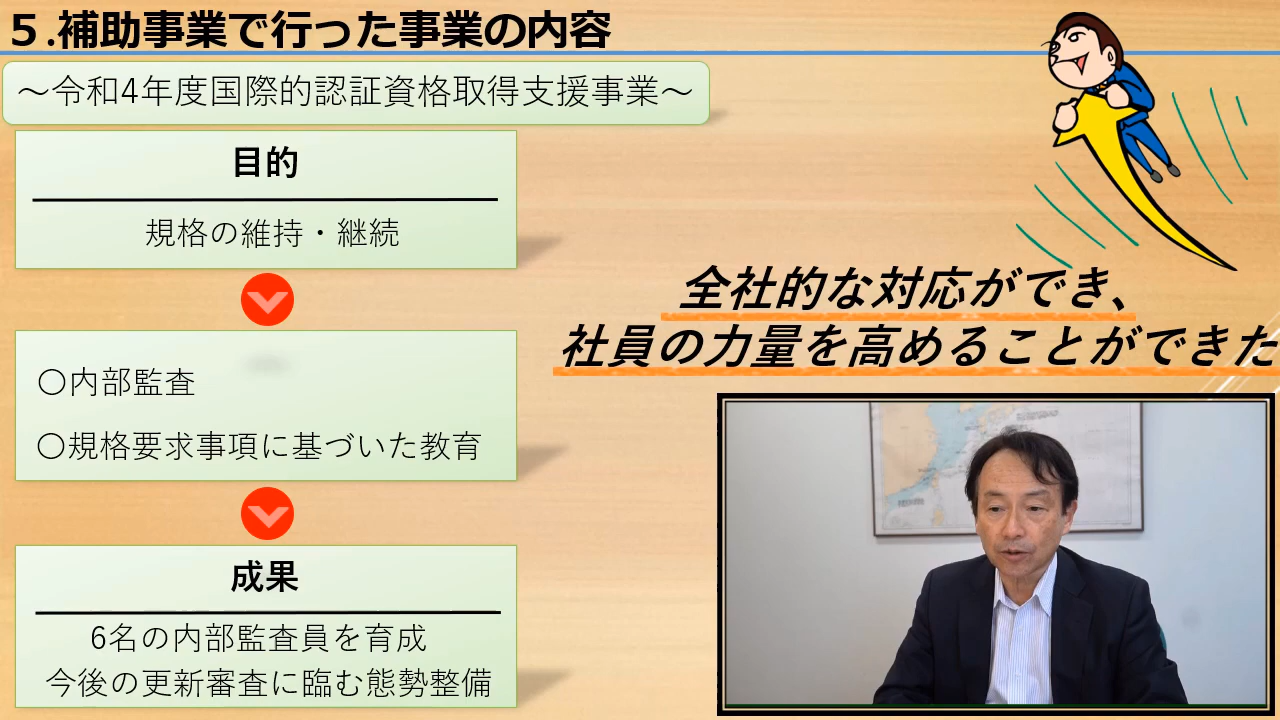 ５.補助事業で行った事業の内容
～令和4年度国際的認証資格取得支援事業～
目的
規格の維持・継続
〇内部監査
〇規格要求事項に基づいた教育
成果
6名の内部監査員を育成
今後の更新審査に臨む態勢整備
全社的な対応ができ、
社員の力量を高めることができた